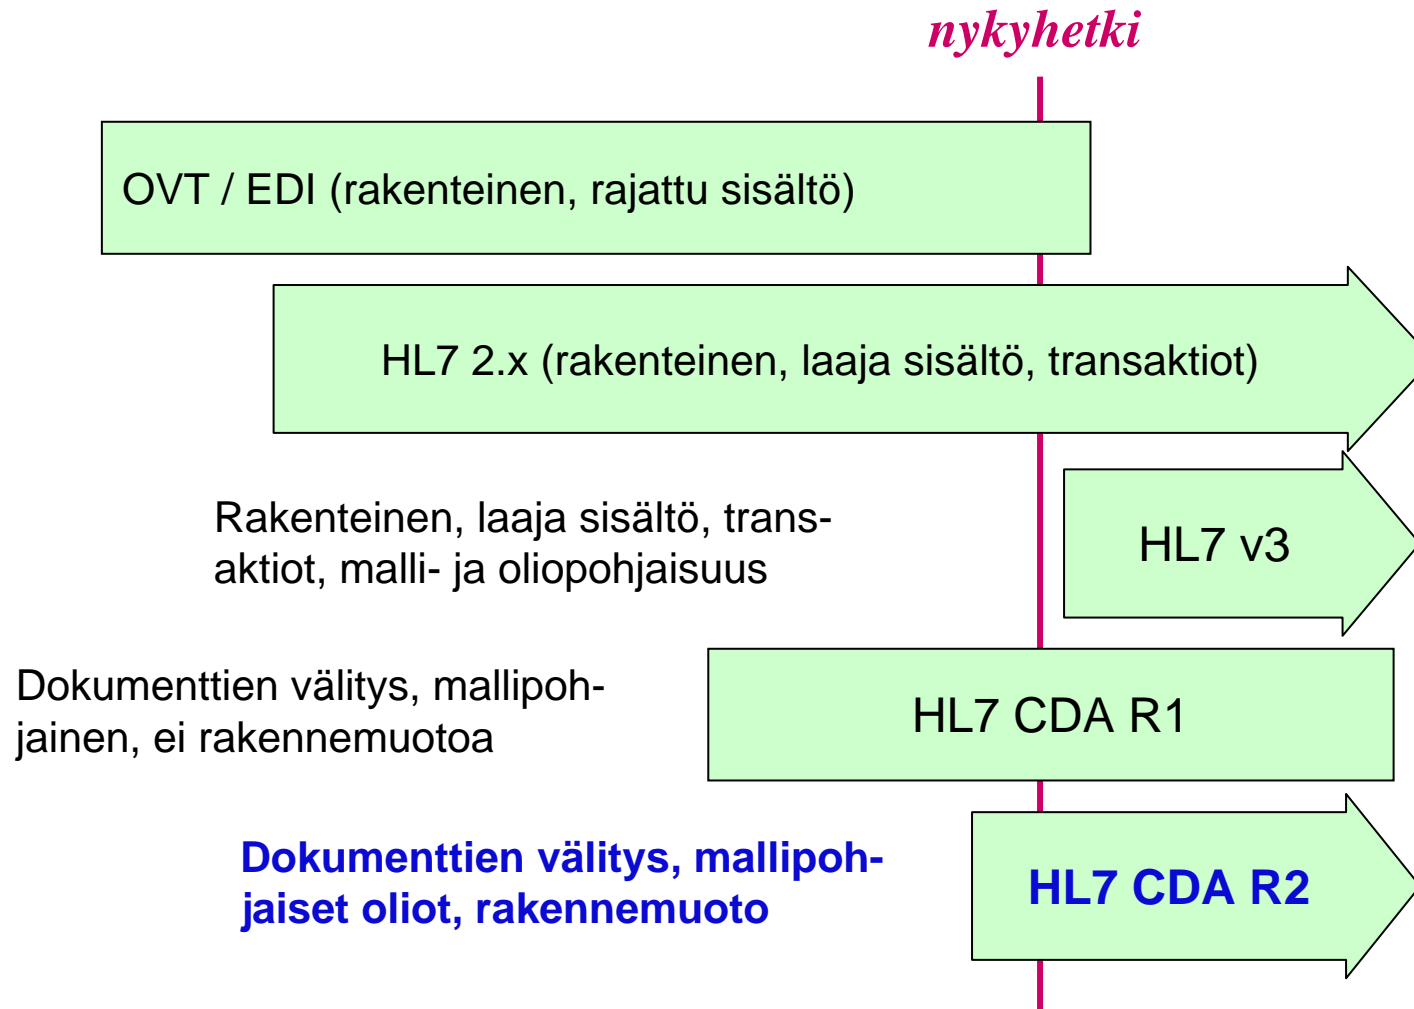 nykyhetki
OVT / EDI (rakenteinen, rajattu sisältö)
HL7 2.x (rakenteinen, laaja sisältö, transaktiot)
Rakenteinen, laaja sisältö, trans-
aktiot, malli- ja oliopohjaisuus
HL7 v3
Dokumenttien välitys, mallipoh-
jainen, ei rakennemuotoa
HL7 CDA R1
Dokumenttien välitys, mallipoh-
jaiset oliot, rakennemuoto
HL7 CDA R2